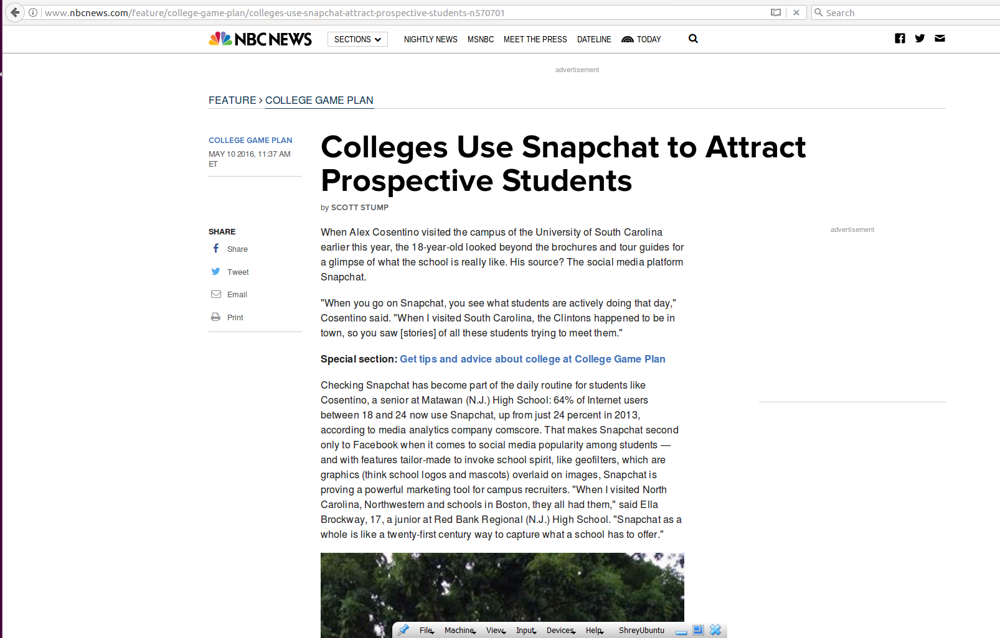 www.nbcnews.com/feature/college-game-plan/colleges-use-snapchat-attract-prospective-students-n570701
Search
NBC NEWS
SECTIONS
NIGHTLY NEWS MSNBC MEET THE PRESS DATELINE TODAY
advertisement
FEATURE > COLLEGE GAME PLAN
COLLEGE GAME PLAN
MAY 10 2016, 11:37 AM
ET
Colleges Use Snapchat to Attract
Prospective Students
by SCOTT STUMP
SHARE
Share
Tweet
Email
Print
When Alex Cosentino visited the campus of the University of South Carolina
earlier this year, the 18-year-old looked beyond the brochures and tour guides for
a glimpse of what the school is really like. His source? The social media platform
Snapchat.
"When you go on Snapchat, you see what students are actively doing that day,"
Cosentino said. "When I visited South Carolina, the Clintons happened to be in
town, so you saw [stories] of all these students trying to meet them."
Special section: Get tips and advice about college at College Game Plan
Checking Snapchat has become part of the daily routine for students like
Cosentino, a senior at Matawan (N.J.) High School: 64% of Internet users
between 18 and 24 now use Snapchat, up from just 24 percent in 2013,
according to media analytics company comscore. That makes Snapchat second
only to Facebook when it comes to social media popularity among students —
and with features tailor-made to invoke school spirit, like geofilters, which are
graphics (think school logos and mascots) overlaid on images, Snapchat is
proving a powerful marketing tool for campus recruiters. "When I visited North
Carolina, Northwestern and schools in Boston, they all had them," said Ella
Brockway, 17, a junior at Red Bank Regional (N.J.) High School. "Snapchat as a
whole is like a twenty-first century way to capture what a school has to offer."
advertisement
File Machine View Input Devices Help ShreyUbuntu